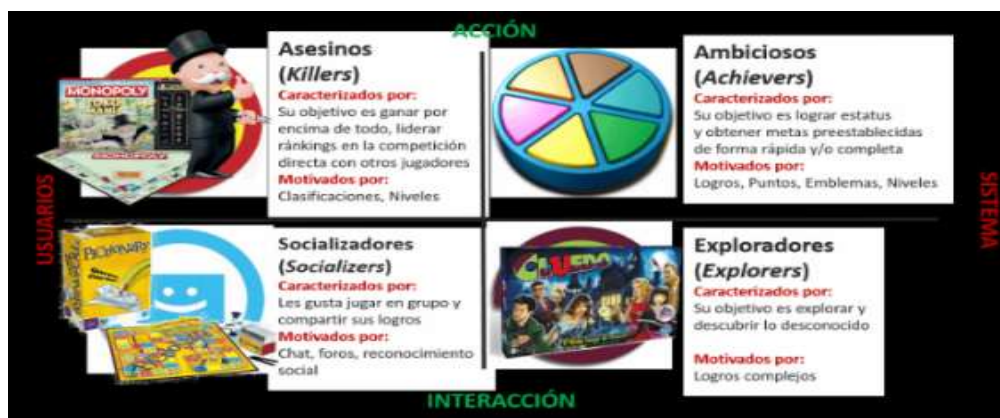 ACCIÓN
Asesinos
(Killers)
Caracterizados por:
Su objetivo es ganar por
encima de todo, liderar
ránkings en la competición
directa con otros jugadores
Motivados por:
Clasificaciones, Niveles
MONOPOLY
MONOPOLY
Ambiciosos
(Achievers)
Caracterizados por:
Su objetivo es lograr estatus
y obtener metas preestablecidas
de forma rápida y/o completa
Motivados por:
Logros, Puntos, Emblemas, Niveles
USUARIOS
SISTEMA
PICTIONARY
Socializadores
(Socializers)
Caracterizados por:
Les gusta jugar en grupo y
compartir sus logros
Motivados por:
Chat, foros, reconocimiento
social
CLUEDO
Exploradores
(Explorers)
Caracterizados por:
Su objetivo es explorar y
descubrir lo desconocido
Motivados por:
Logros complejos
INTERACCIÓN